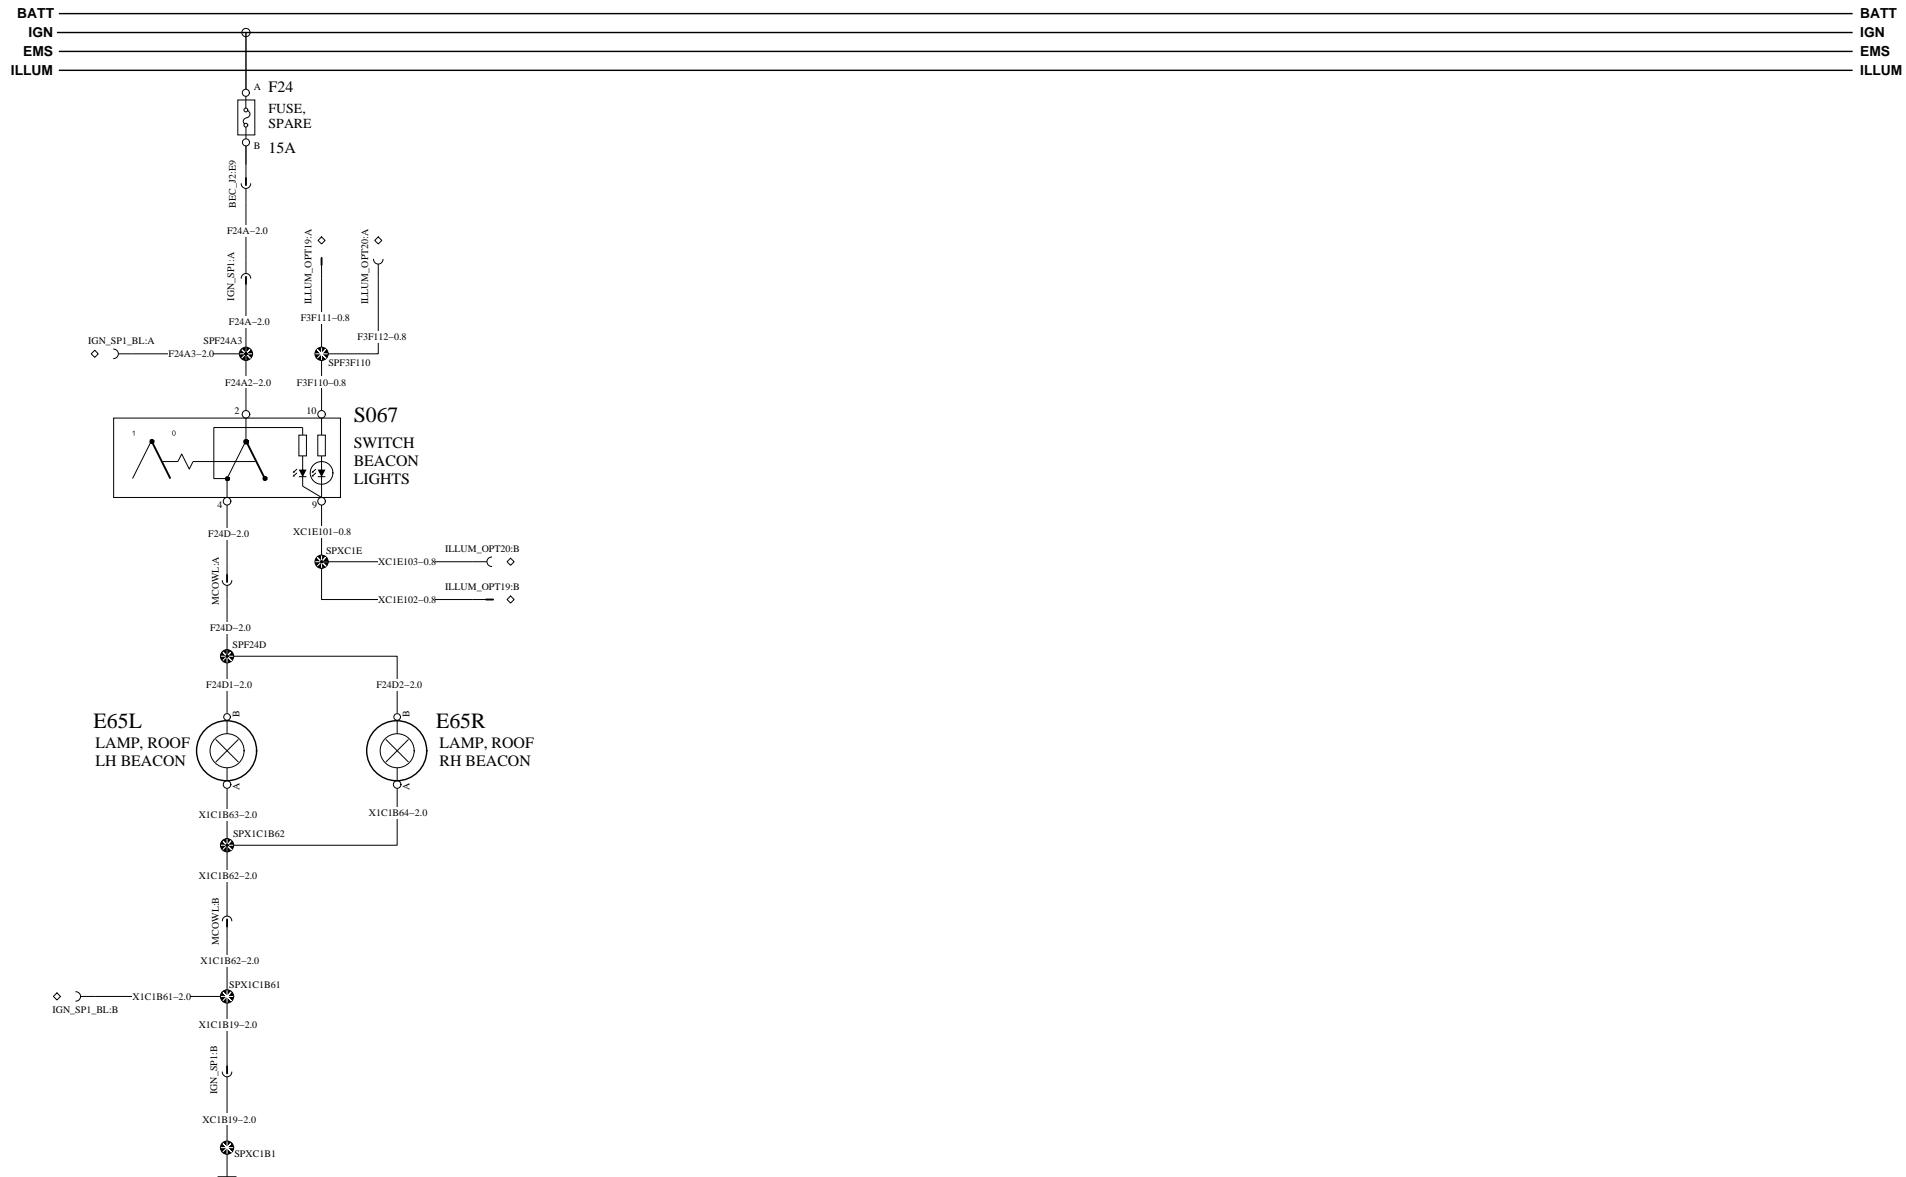 BATT BATT
IGN IGN
EMS EMS
ILLUM ILLUM
A F24
FUSE,
SPARE
B 15A
BEC_J2:E9
F24A–2.0
IGN_SP1:A
ILLUM_OPT19:A
ILLUM_OPT20:A
F24A–2.0
F3F111–0.8
F3F112–0.8
IGN_SP1_BL:A
SPF24A3
F24A3–2.0
SPF3F110
F24A2–2.0
F3F110–0.8
2
10
S067
1 0
SWITCH
BEACON
LIGHTS
4
9
F24D–2.0
XC1E101–0.8
SPXC1E
ILLUM_OPT20:B
XC1E103–0.8
MCOWL:A
ILLUM_OPT19:B
XC1E102–0.8
F24D–2.0
SPF24D
F24D1–2.0
F24D2–2.0
B
B
E65L
LAMP, ROOF
LH BEACON
E65R
LAMP, ROOF
RH BEACON
A
A
X1C1B63–2.0
X1C1B64–2.0
SPX1C1B62
X1C1B62–2.0
MCOWL:B
X1C1B62–2.0
SPX1C1B61
X1C1B61–2.0
IGN_SP1_BL:B
X1C1B19–2.0
IGN_SP1:B
XC1B19–2.0
SPXC1B1